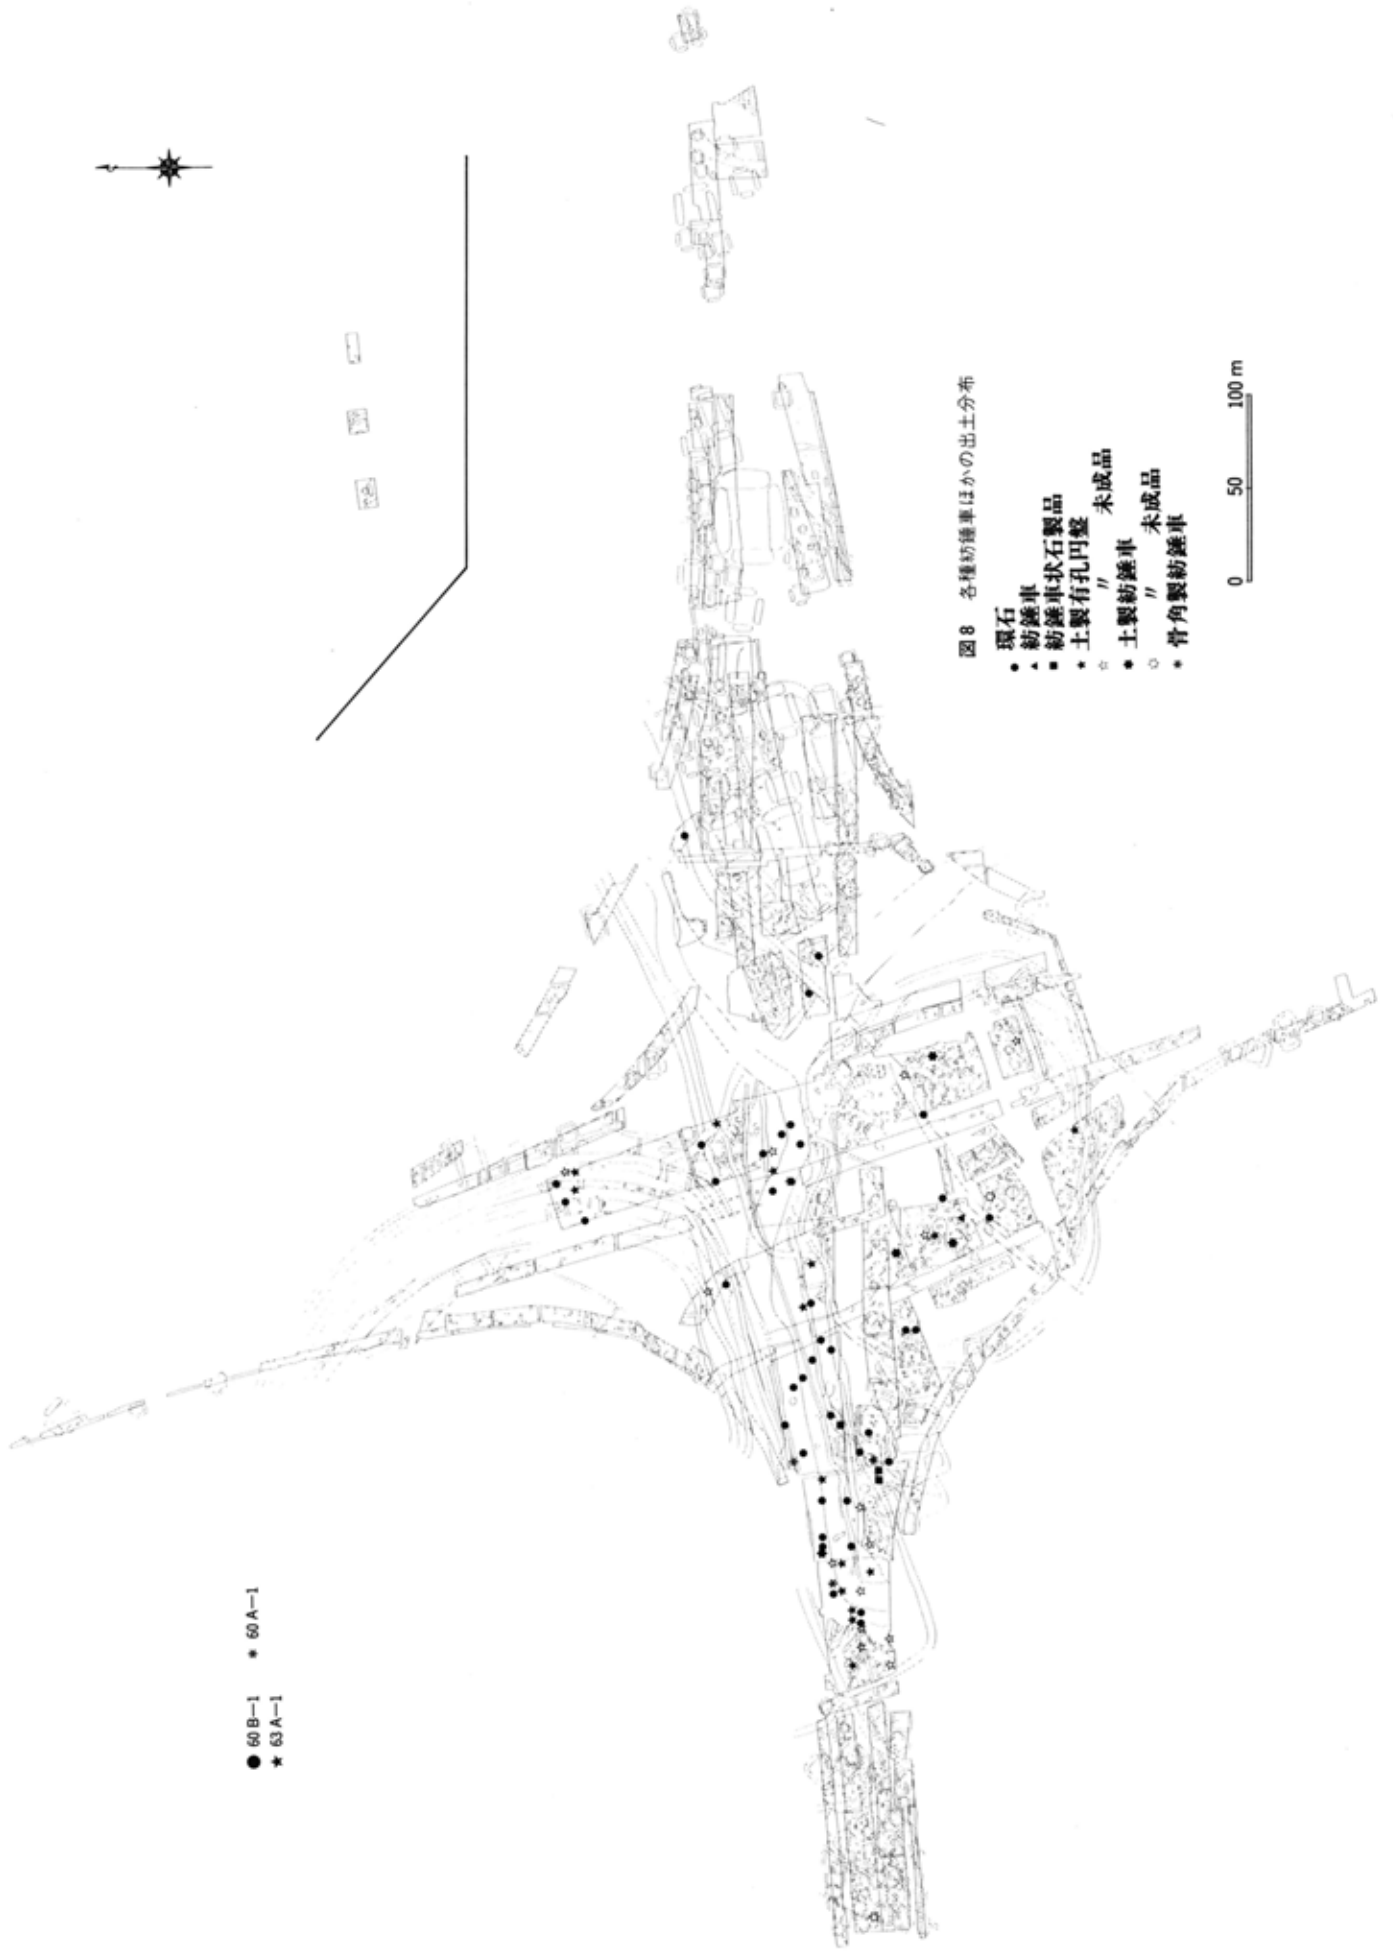 ● 60 B—1　＊ 60 A—1
★ 63 A—1
図 8　各種紡錘車ほかの出土分布
● 環石
▲ 紡錘車
■ 紡錘車状石製品
★ 土製有孔円盤
☆ 〃 未成品
土製紡錘車
〃 未成品
＊ 骨角製紡錘車
0 50 100 m